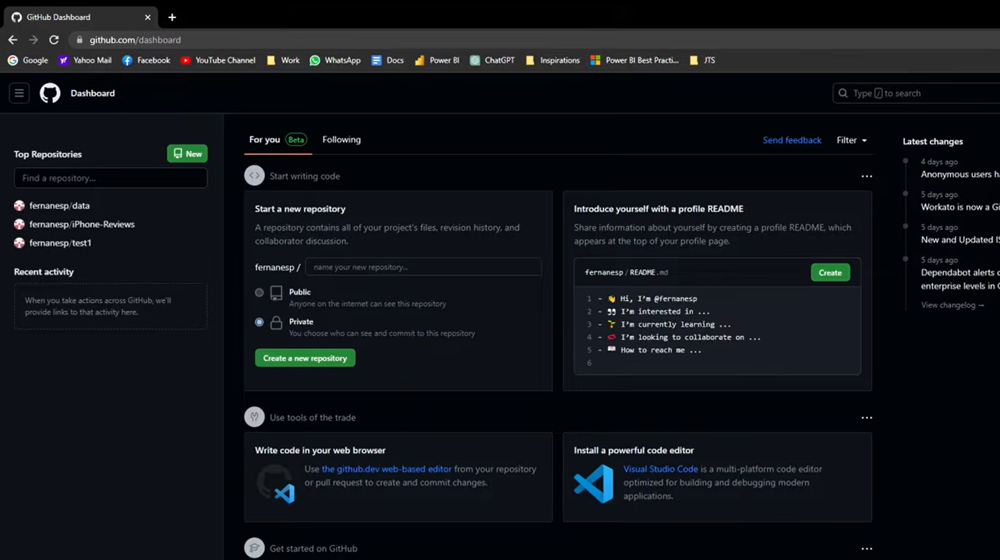 GitHub Dashboard
github.com/dashboard
Google
Yahoo Mail
Facebook
YouTube Channel
Work
WhatsApp
Docs
Power BI
ChatGPT
Inspirations
Power BI Best Practi...
JTS
Dashboard
Type / to search
Top Repositories
New
Find a repository...
fernanesp/data
fernanesp/iPhone-Reviews
fernanesp/test1
Recent activity
When you take actions across GitHub, we'll
provide links to that activity here.
For you Beta
Following
Send feedback
Filter
Start writing code
Start a new repository
A repository contains all of your project's files, revision history, and
collaborator discussion.
fernanesp / name your new repository...
Public
Anyone on the internet can see this repository
Private
You choose who can see and commit to this repository
Create a new repository
Introduce yourself with a profile README
Share information about yourself by creating a profile README, which
appears at the top of your profile page.
fernanesp/README.md
Create
1 - 👋 Hi, I'm @fernanesp
2 - 👀 I'm interested in ...
3 - 🌱 I'm currently learning ...
4 - 💞️ I'm looking to collaborate on ...
5 - 📫 How to reach me ...
6
Use tools of the trade
Write code in your web browser
Use the github.dev web-based editor from your repository
or pull request to create and commit changes.
Install a powerful code editor
Visual Studio Code is a multi-platform code editor
optimized for building and debugging modern
applications.
Get started on GitHub
Latest changes
4 days ago
Anonymous users ha
5 days ago
Workato is now a Gi
5 days ago
New and Updated IS
5 days ago
Dependabot alerts
enterprise levels in G
View changelog →